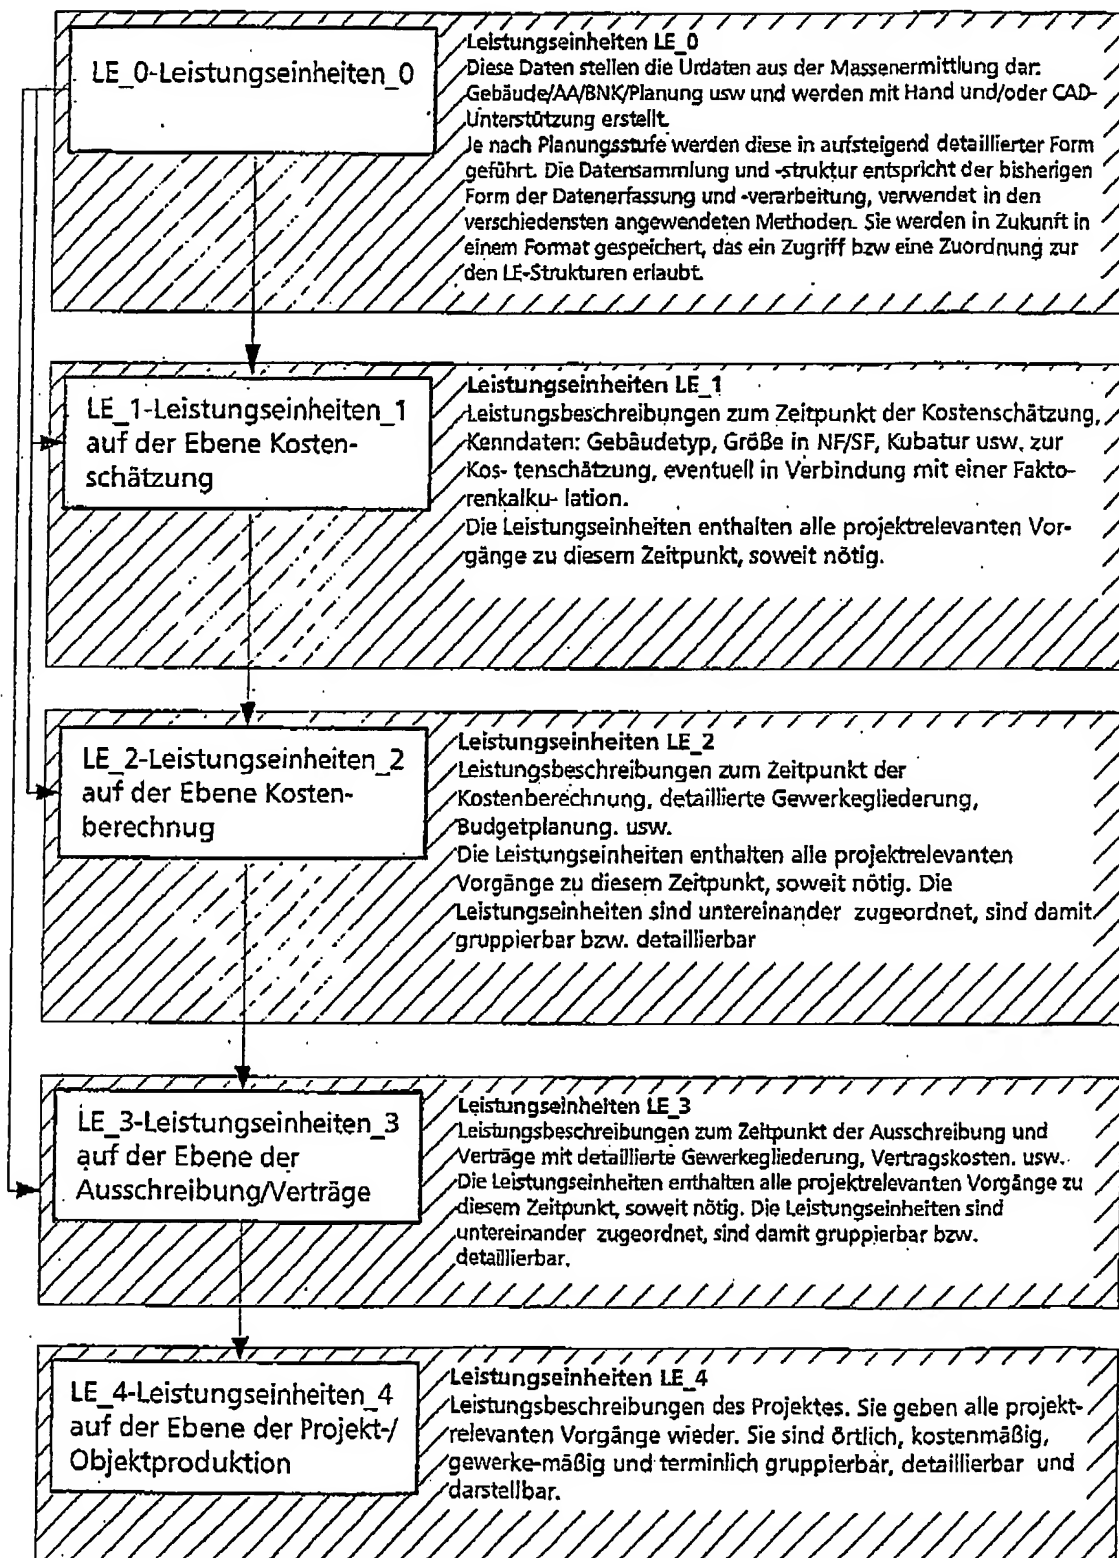 LE_0-Leistungseinheiten_0
Leistungseinheiten LE_0
Diese Daten stellen die Urdaten aus der Massenermittlung dar:
Gebäude/AA/BNK/Planung usw und werden mit Hand und/oder CAD-
Unterstützung erstellt.
Je nach Planungsstufe werden diese in aufsteigend detaillierter Form
geführt. Die Datensammlung und -struktur entspricht der bisherigen
Form der Datenerfassung und -verarbeitung, verwendet in den
verschiedensten angewendeten Methoden. Sie werden in Zukunft in
einem Format gespeichert, das ein Zugriff bzw eine Zuordnung zur
den LE-Strukturen erlaubt.
LE_1-Leistungseinheiten_1
auf der Ebene Kosten-
schätzung
Leistungseinheiten LE_1
Leistungsbeschreibungen zum Zeitpunkt der Kostenschätzung,
Kenndaten: Gebäudetyp, Größe in NF/SF, Kubatur usw. zur
Kos- tenschätzung, eventuell in Verbindung mit einer Fakto-
renkalku- lation.
Die Leistungseinheiten enthalten alle projektrelevanten Vor-
gänge zu diesem Zeitpunkt, soweit nötig.
LE_2-Leistungseinheiten_2
auf der Ebene Kosten-
berechnug
Leistungseinheiten LE_2
Leistungsbeschreibungen zum Zeitpunkt der
Kostenberechnung, detaillierte Gewerkegliederung,
Budgetplanung. usw.
Die Leistungseinheiten enthalten alle projektrelevanten
Vorgänge zu diesem Zeitpunkt, soweit nötig. Die
Leistungseinheiten sind untereinander zugeordnet, sind damit
gruppierbar bzw. detaillierbar
LE_3-Leistungseinheiten_3
auf der Ebene der
Ausschreibung/Verträge
Leistungseinheiten LE_3
Leistungsbeschreibungen zum Zeitpunkt der Ausschreibung und
Verträge mit detaillierte Gewerkegliederung, Vertragskosten. usw.
Die Leistungseinheiten enthalten alle projektrelevanten Vorgänge zu
diesem Zeitpunkt, soweit nötig. Die Leistungseinheiten sind
untereinander zugeordnet, sind damit gruppierbar bzw.
detaillierbar.
LE_4-Leistungseinheiten_4
auf der Ebene der Projekt-/
Objektproduktion
Leistungseinheiten LE_4
Leistungsbeschreibungen des Projektes. Sie geben alle projekt-
relevanten Vorgänge wieder. Sie sind örtlich, kostenmäßig,
gewerke-mäßig und terminlich gruppierbar, detaillierbar und
darstellbar.